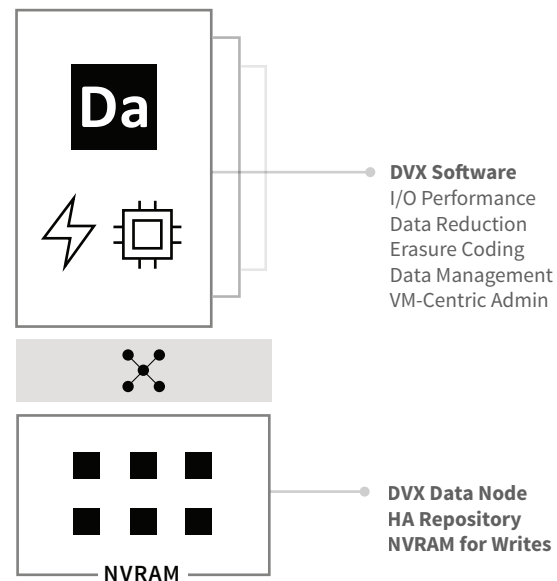 Da
DVX Software
I/O Performance
Data Reduction
Erasure Coding
Data Management
VM-Centric Admin
DVX Data Node
HA Repository
NVRAM for Writes
NVRAM